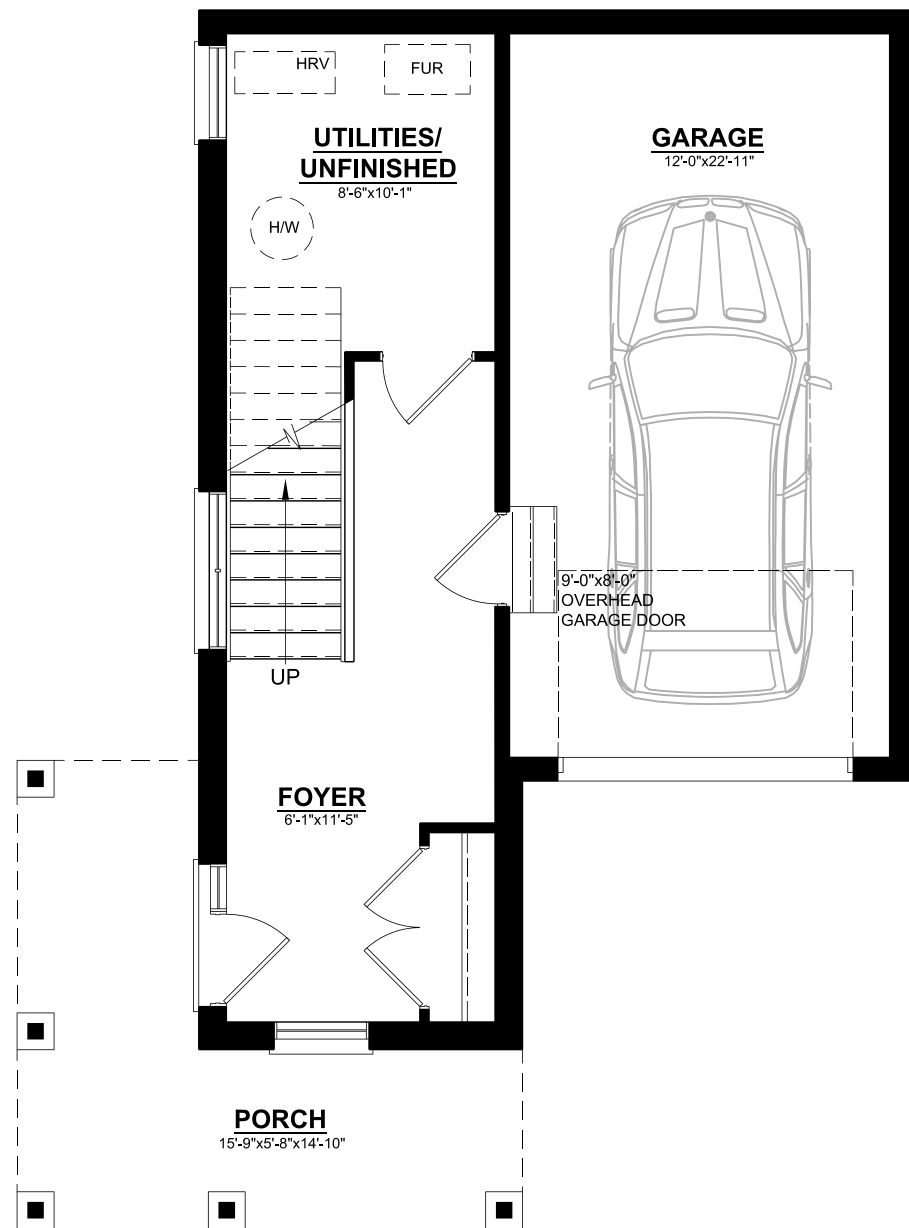 HRV
FUR
UTILITIES/
UNFINISHED
8'-6"x10'-1"
H/W
GARAGE
12'-0"x22'-11"
9'-0"x8'-0"
OVERHEAD
GARAGE DOOR
UP
FOYER
6'-1"x11'-5"
PORCH
15'-9"x5'-8"x14'-10"